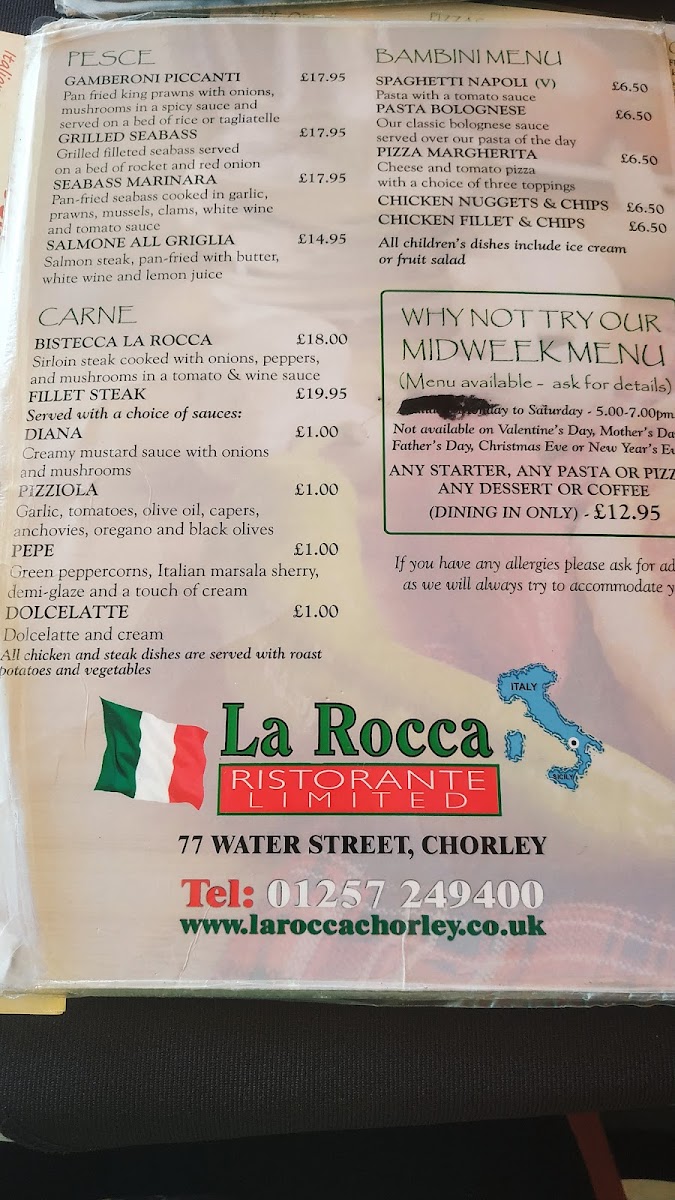 PESCE
GAMBERONI PICCANTI £17.95
Pan fried king prawns with onions,
mushrooms in a spicy sauce and
served on a bed of rice or tagliatelle
GRILLED SEABASS £17.95
Grilled filleted seabass served
on a bed of rocket and red onion
SEABASS MARINARA £17.95
Pan-fried seabass cooked in garlic,
prawns, mussels, clams, white wine
and tomato sauce
SALMONE ALL GRIGLIA £14.95
Salmon steak, pan-fried with butter,
white wine and lemon juice
CARNE
BISTECCA LA ROCCA £18.00
Sirloin steak cooked with onions, peppers,
and mushrooms in a tomato & wine sauce
FILLET STEAK £19.95
Served with a choice of sauces:
DIANA £1.00
Creamy mustard sauce with onions
and mushrooms
PIZZIOLA £1.00
Garlic, tomatoes, olive oil, capers,
anchovies, oregano and black olives
PEPE £1.00
Green peppercorns, Italian marsala sherry,
demi-glaze and a touch of cream
DOLCELATTE £1.00
Dolcelatte and cream
All chicken and steak dishes are served with roast
potatoes and vegetables
BAMBINI MENU
SPAGHETTI NAPOLI (V) £6.50
Pasta with a tomato sauce
PASTA BOLOGNESE £6.50
Our classic bolognese sauce
served over our pasta of the day
PIZZA MARGHERITA £6.50
Cheese and tomato pizza
with a choice of three toppings
CHICKEN NUGGETS & CHIPS £6.50
CHICKEN FILLET & CHIPS £6.50
All children's dishes include ice cream
or fruit salad
WHY NOT TRY OUR
MIDWEEK MENU
(Menu available - ask for details)
to Saturday - 5.00-7.00pm
Not available on Valentine's Day, Mother's Da
Father's Day, Christmas Eve or New Year's Ev
ANY STARTER, ANY PASTA OR PIZZ
ANY DESSERT OR COFFEE
(DINING IN ONLY) - £12.95
If you have any allergies please ask for ad
as we will always try to accommodate y
ITALY
SICILY
La Rocca
RISTORANTE
LIMITED
77 WATER STREET, CHORLEY
Tel: 01257 249400
www.laroccachorley.co.uk